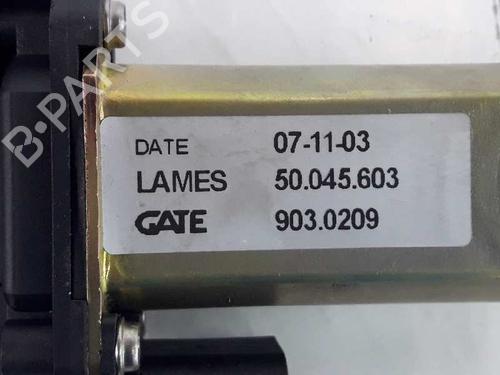 DATE 07-11-03
LAMES 50.045.603
GATE 903.0209
B-PARTS